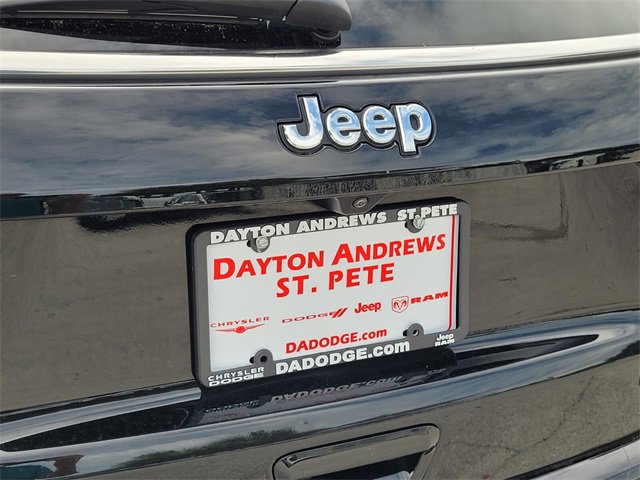 Jeep
DAYTON ANDREWS ST. PETE
DAYTON ANDREWS
ST. PETE
CHRYSLER DODGE Jeep RAM
DADODGE.com
CHRYSLER
DODGE
DADODGE.com
Jeep
RAM